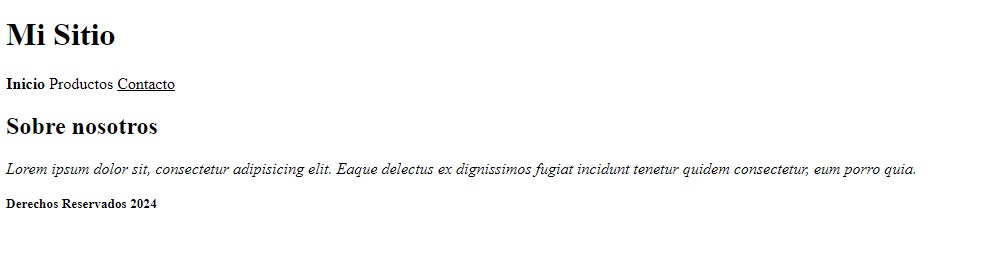 Mi Sitio
Inicio Productos Contacto
Sobre nosotros
Lorem ipsum dolor sit, consectetur adipisicing elit. Eaque delectus ex dignissimos fugiat incidunt tenetur quidem consectetur, eum porro quia.
Derechos Reservados 2024